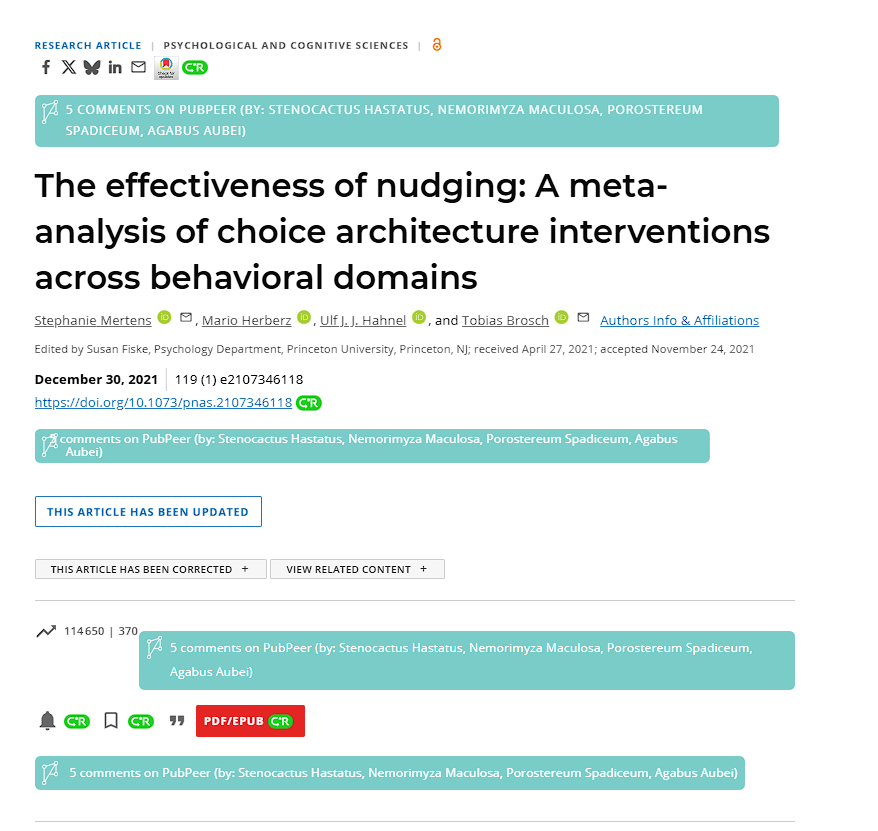 RESEARCH ARTICLE | PSYCHOLOGICAL AND COGNITIVE SCIENCES |
5 COMMENTS ON PUBPEER (BY: STENOCACTUS HASTATUS, NEMORIMYZA MACULOSA, POROSTEREUM
SPADICEUM, AGABUS AUBEI)
The effectiveness of nudging: A meta-
analysis of choice architecture interventions
across behavioral domains
Stephanie Mertens, Mario Herberz, Ulf J. J. Hahnel, and Tobias Brosch Authors Info & Affiliations
Edited by Susan Fiske, Psychology Department, Princeton University, Princeton, NJ; received April 27, 2021; accepted November 24, 2021
December 30, 2021 | 119 (1) e2107346118
https://doi.org/10.1073/pnas.2107346118
5 comments on PubPeer (by: Stenocactus Hastatus, Nemorimyza Maculosa, Porostereum Spadiceum, Agabus
Aubei)
THIS ARTICLE HAS BEEN UPDATED
THIS ARTICLE HAS BEEN CORRECTED + VIEW RELATED CONTENT +
114650 | 370
5 comments on PubPeer (by: Stenocactus Hastatus, Nemorimyza Maculosa, Porostereum Spadiceum,
Agabus Aubei)
PDF/EPUB
5 comments on PubPeer (by: Stenocactus Hastatus, Nemorimyza Maculosa, Porostereum Spadiceum, Agabus Aubei)